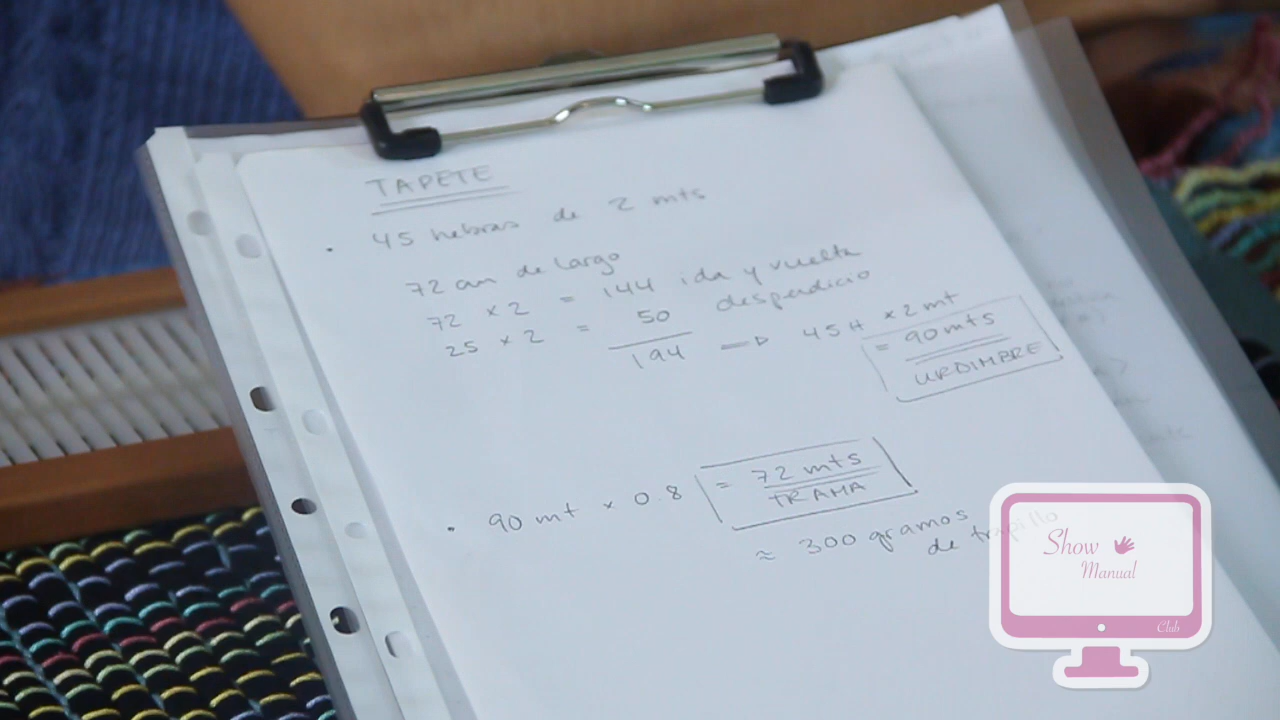 TAPETE
• 45 hebras de 2 mts
72 cm de largo
72 x 2 = 144 ida y vuelta
25 x 2 = 50 desperdicio
194 → 45 H x 2 mt
= 90 mts
URDIMBRE
• 90 mt x 0.8 = 72 mts
TRAMA
≈ 300 gramos
de trapillo
Show
Manual
Club